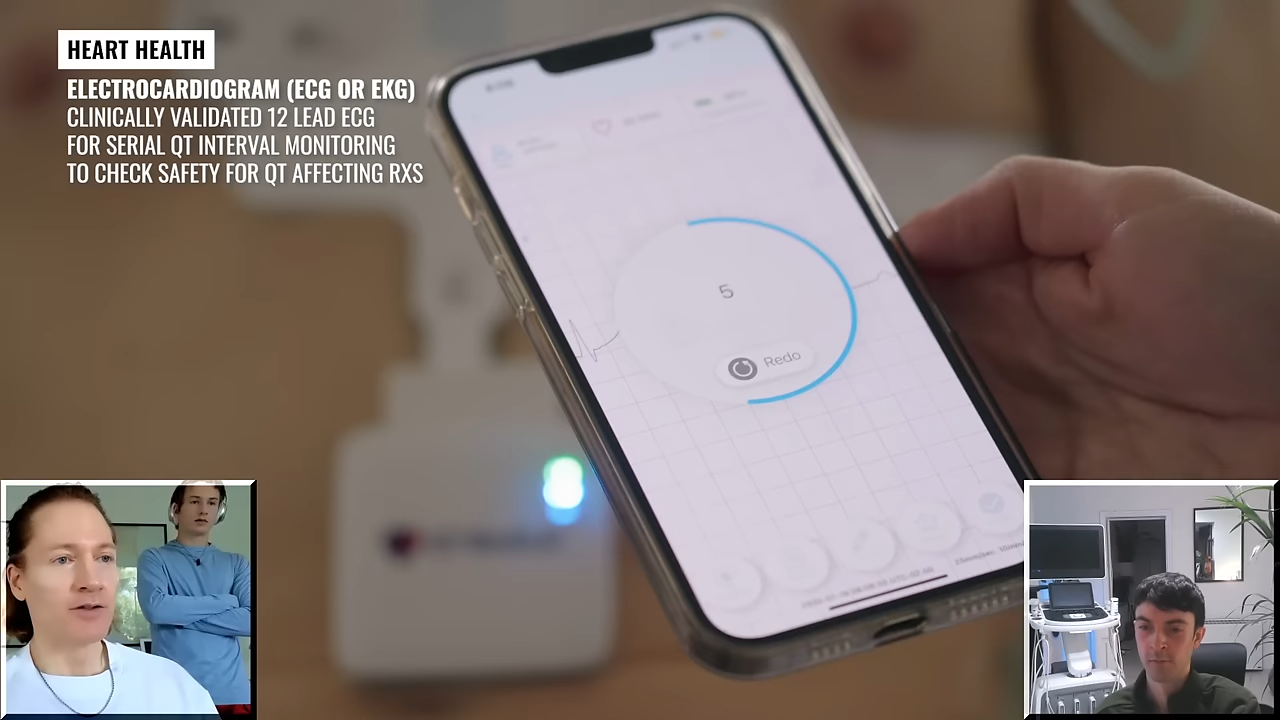 HEART HEALTH
ELECTROCARDIOGRAM (ECG OR EKG)
CLINICALLY VALIDATED 12 LEAD ECG
FOR SERIAL QT INTERVAL MONITORING
TO CHECK SAFETY FOR QT AFFECTING RXS
5
Redo